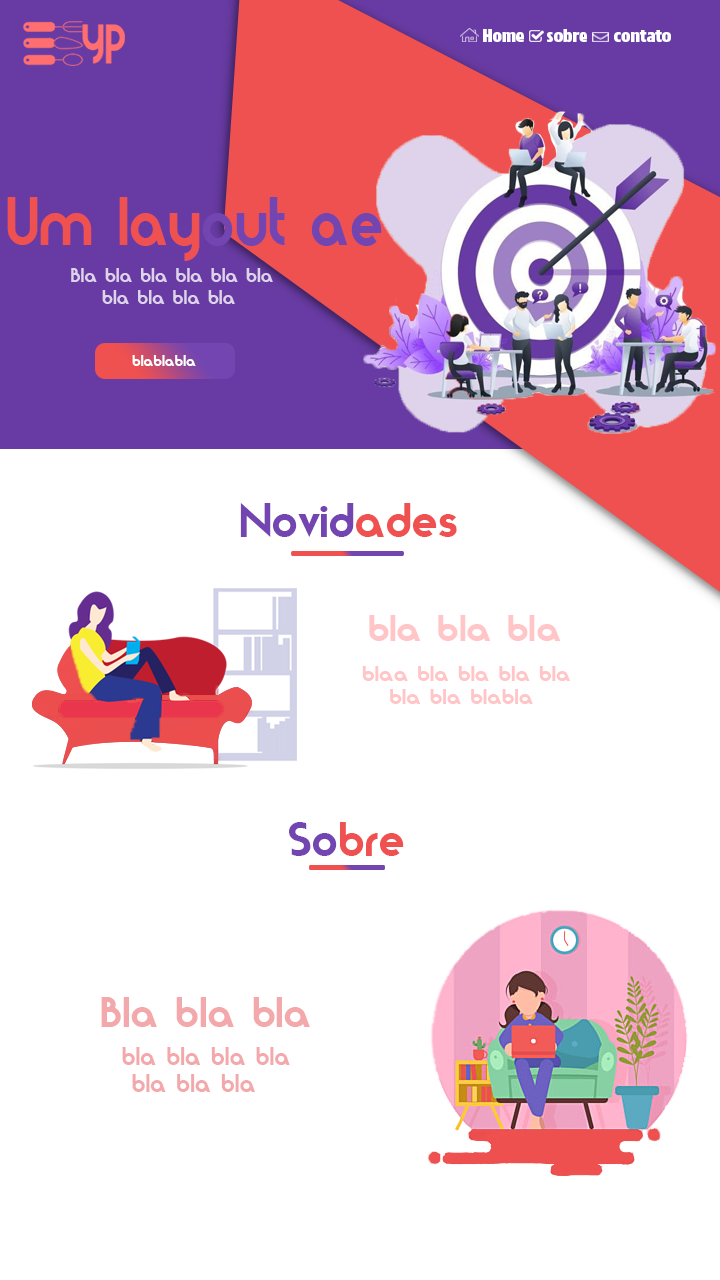 yp
Home sobre contato
Um layout ae
Bla bla bla bla bla bla
bla bla bla bla
blablabla
Novidades
bla bla bla
blaa bla bla bla bla
bla bla blabla
Sobre
Bla bla bla
bla bla bla bla
bla bla bla